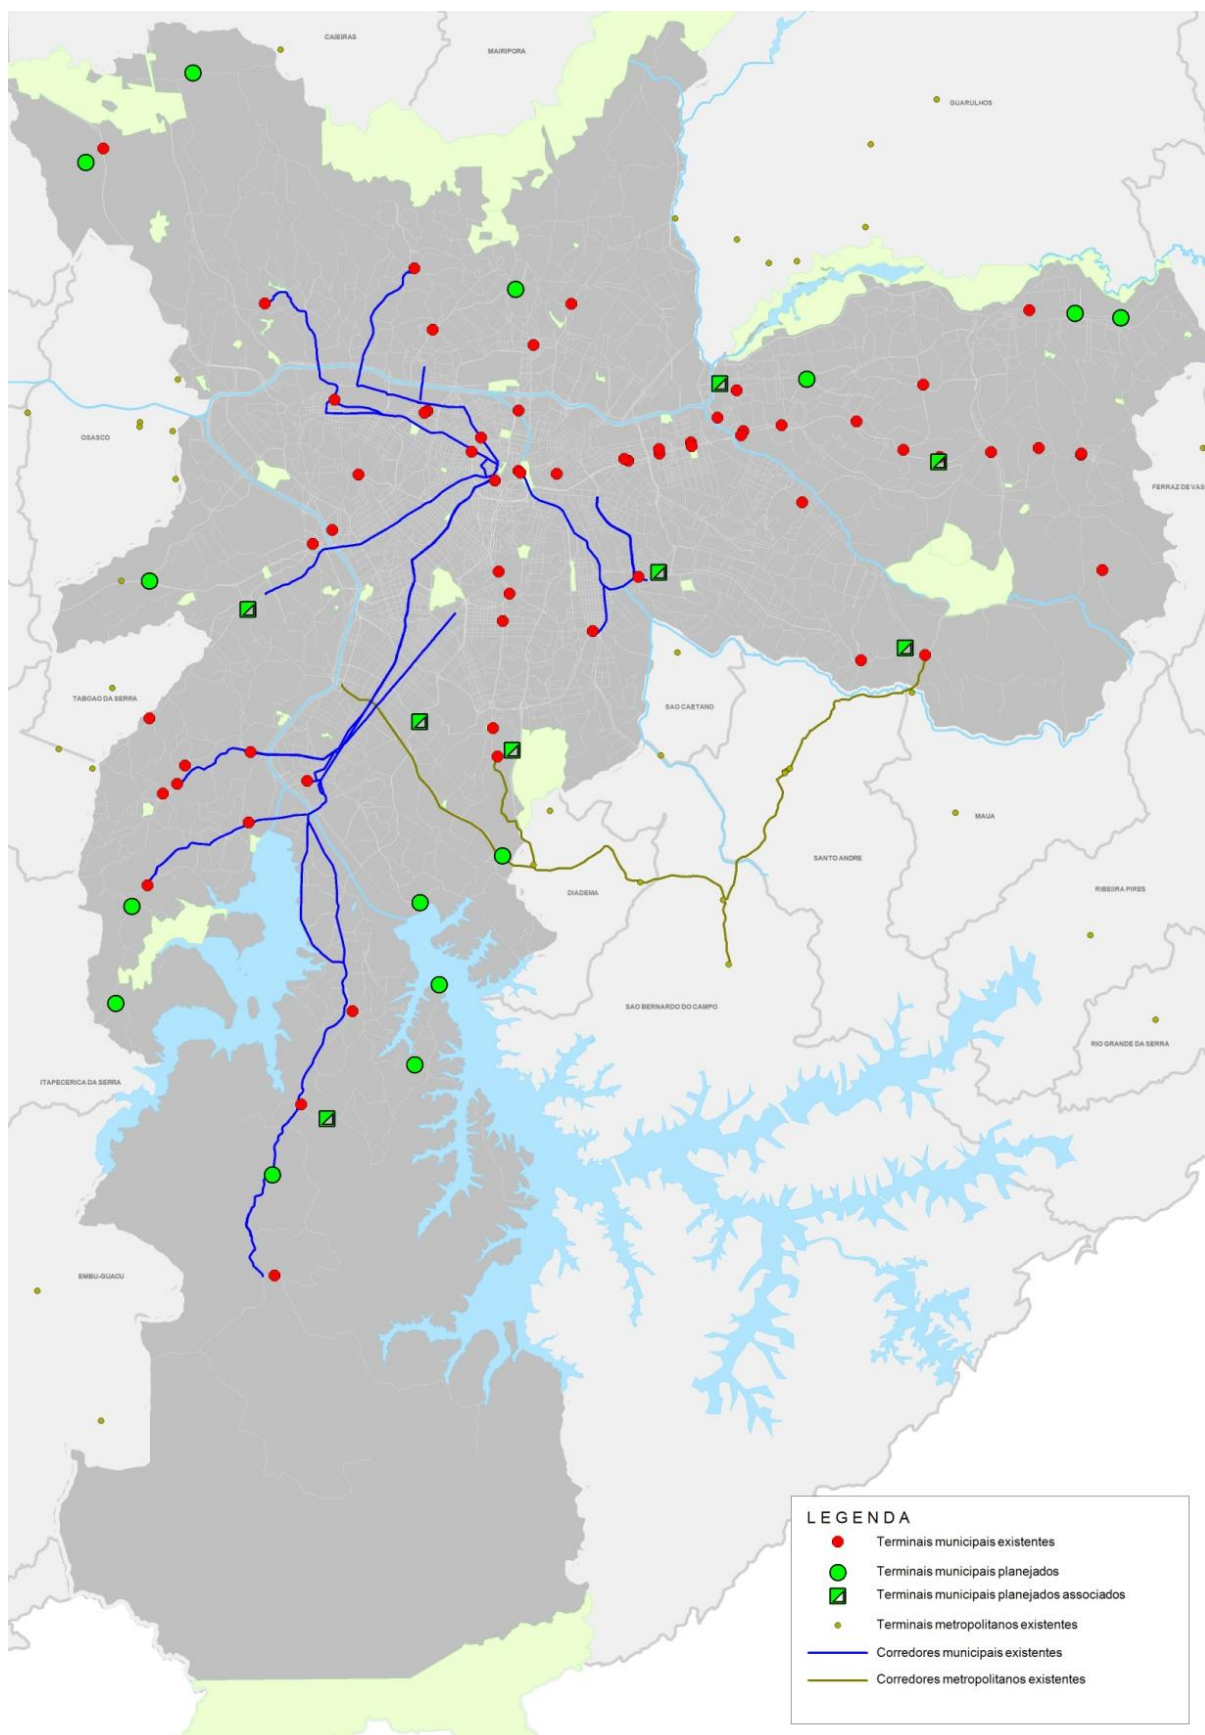 CAIEIRAS
MAIRIPORA
GUARULHOS
OSASCO
FERRAZ DE VAS
TABOAO DA SERRA
SAO CAETANO
MAUA
SANTO ANDRE
DIADEMA
RIBEIRA PIRES
SAO BERNARDO DO CAMPO
RIO GRANDE DA SERRA
ITAPECERICA DA SERRA
EMBU-GUACU
LEGENDA
Terminais municipais existentes
Terminais municipais planejados
Terminais municipais planejados associados
Terminais metropolitanos existentes
Corredores municipais existentes
Corredores metropolitanos existentes